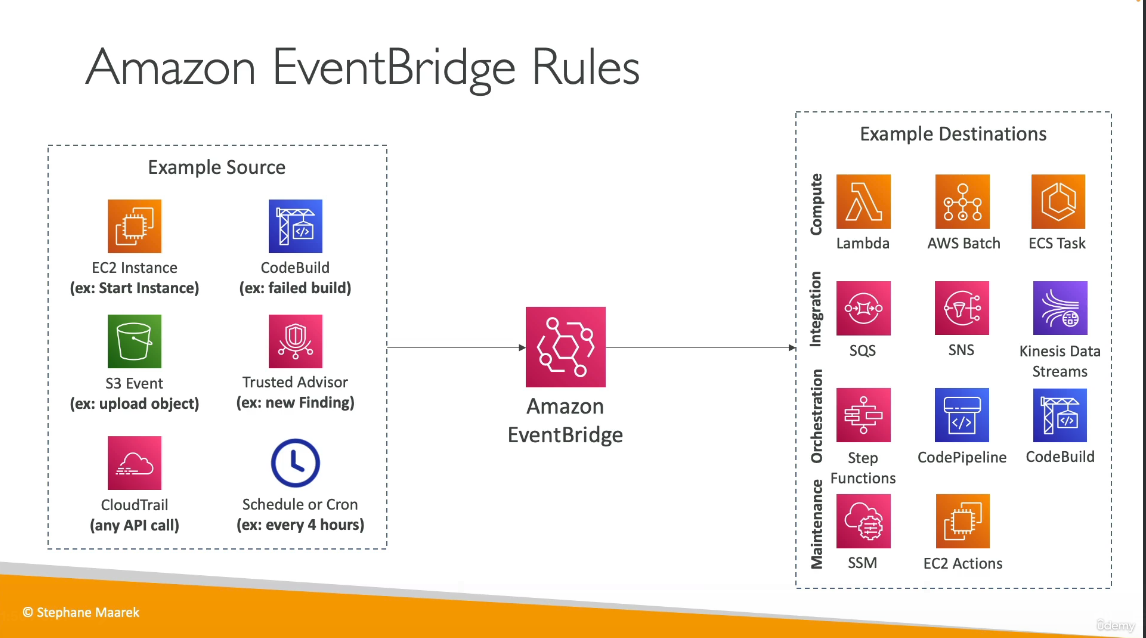 Amazon EventBridge Rules
Example Source
EC2 Instance
(ex: Start Instance)
CodeBuild
(ex: failed build)
S3 Event
(ex: upload object)
Trusted Advisor
(ex: new Finding)
CloudTrail
(any API call)
Schedule or Cron
(ex: every 4 hours)
Amazon
EventBridge
Example Destinations
Compute
Lambda
AWS Batch
ECS Task
Integration
SQS
SNS
Kinesis Data
Streams
Orchestration
Step
Functions
CodePipeline
CodeBuild
Maintenance
SSM
EC2 Actions
© Stephane Maarek
ûdemy